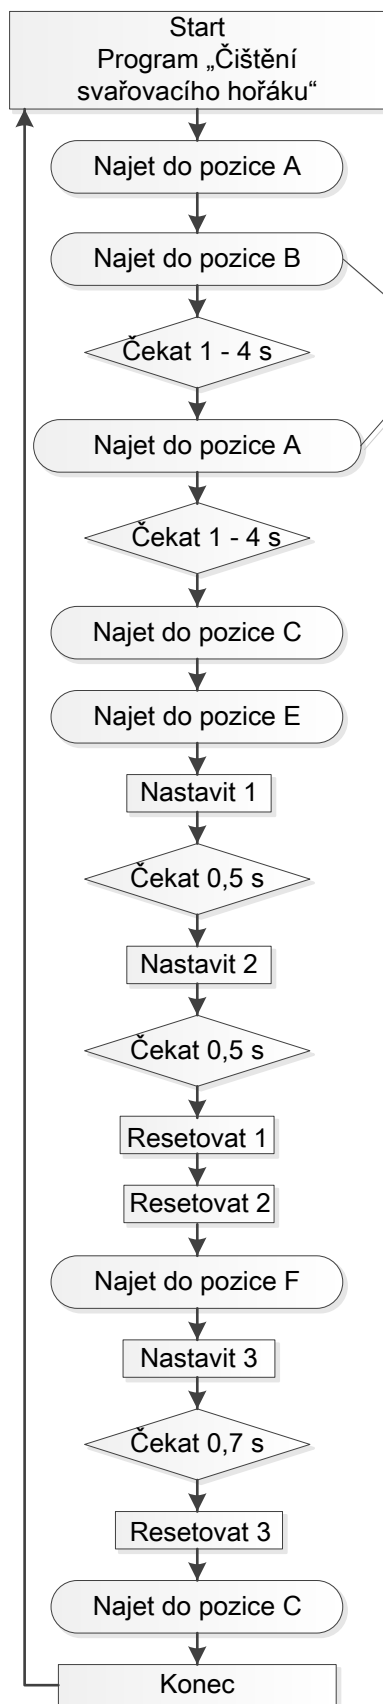 Start
Program „Čištění
svařovacího hořáku“
Najet do pozice A
Najet do pozice B
Čekat 1 - 4 s
Najet do pozice A
Čekat 1 - 4 s
Najet do pozice C
Najet do pozice E
Nastavit 1
Čekat 0,5 s
Nastavit 2
Čekat 0,5 s
Resetovat 1
Resetovat 2
Najet do pozice F
Nastavit 3
Čekat 0,7 s
Resetovat 3
Najet do pozice C
Konec